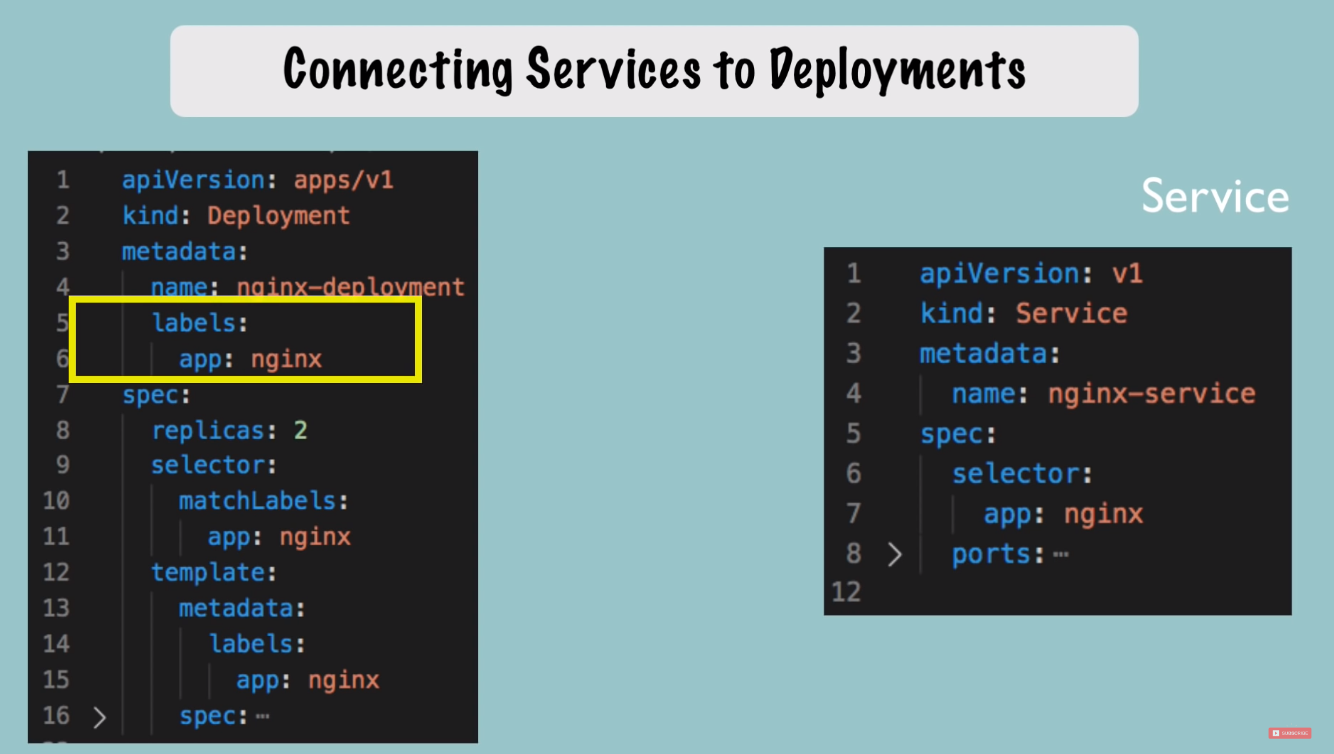 Connecting Services to Deployments
1 apiVersion: apps/v1
2 kind: Deployment
3 metadata:
4 name: nginx-deployment
5 labels:
6 app: nginx
7 spec:
8 replicas: 2
9 selector:
10 matchLabels:
11 app: nginx
12 template:
13 metadata:
14 labels:
15 app: nginx
16 > spec:…
Service
1 apiVersion: v1
2 kind: Service
3 metadata:
4 name: nginx-service
5 spec:
6 selector:
7 app: nginx
8 > ports:…
12
SUBSCRIBE